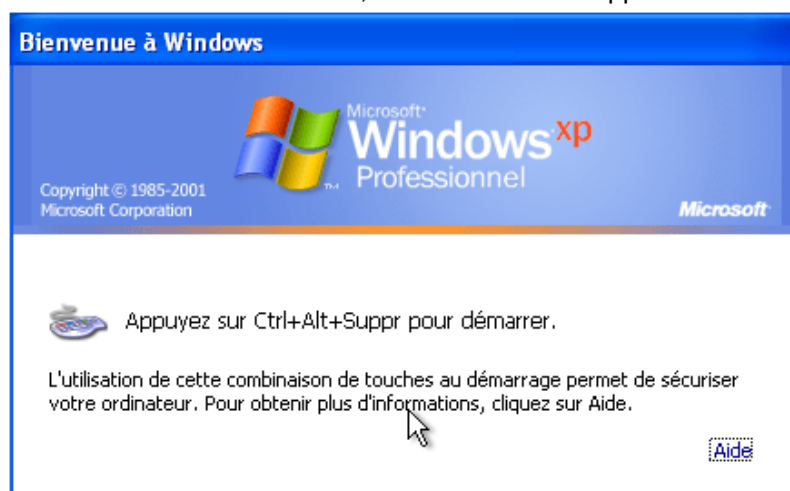 Bienvenue à Windows
Microsoft
Windows xp
Professionnel
TM
Copyright © 1985-2001
Microsoft Corporation
Microsoft
Appuyez sur Ctrl+Alt+Suppr pour démarrer.
L'utilisation de cette combinaison de touches au démarrage permet de sécuriser
votre ordinateur. Pour obtenir plus d'informations, cliquez sur Aide.
Aide